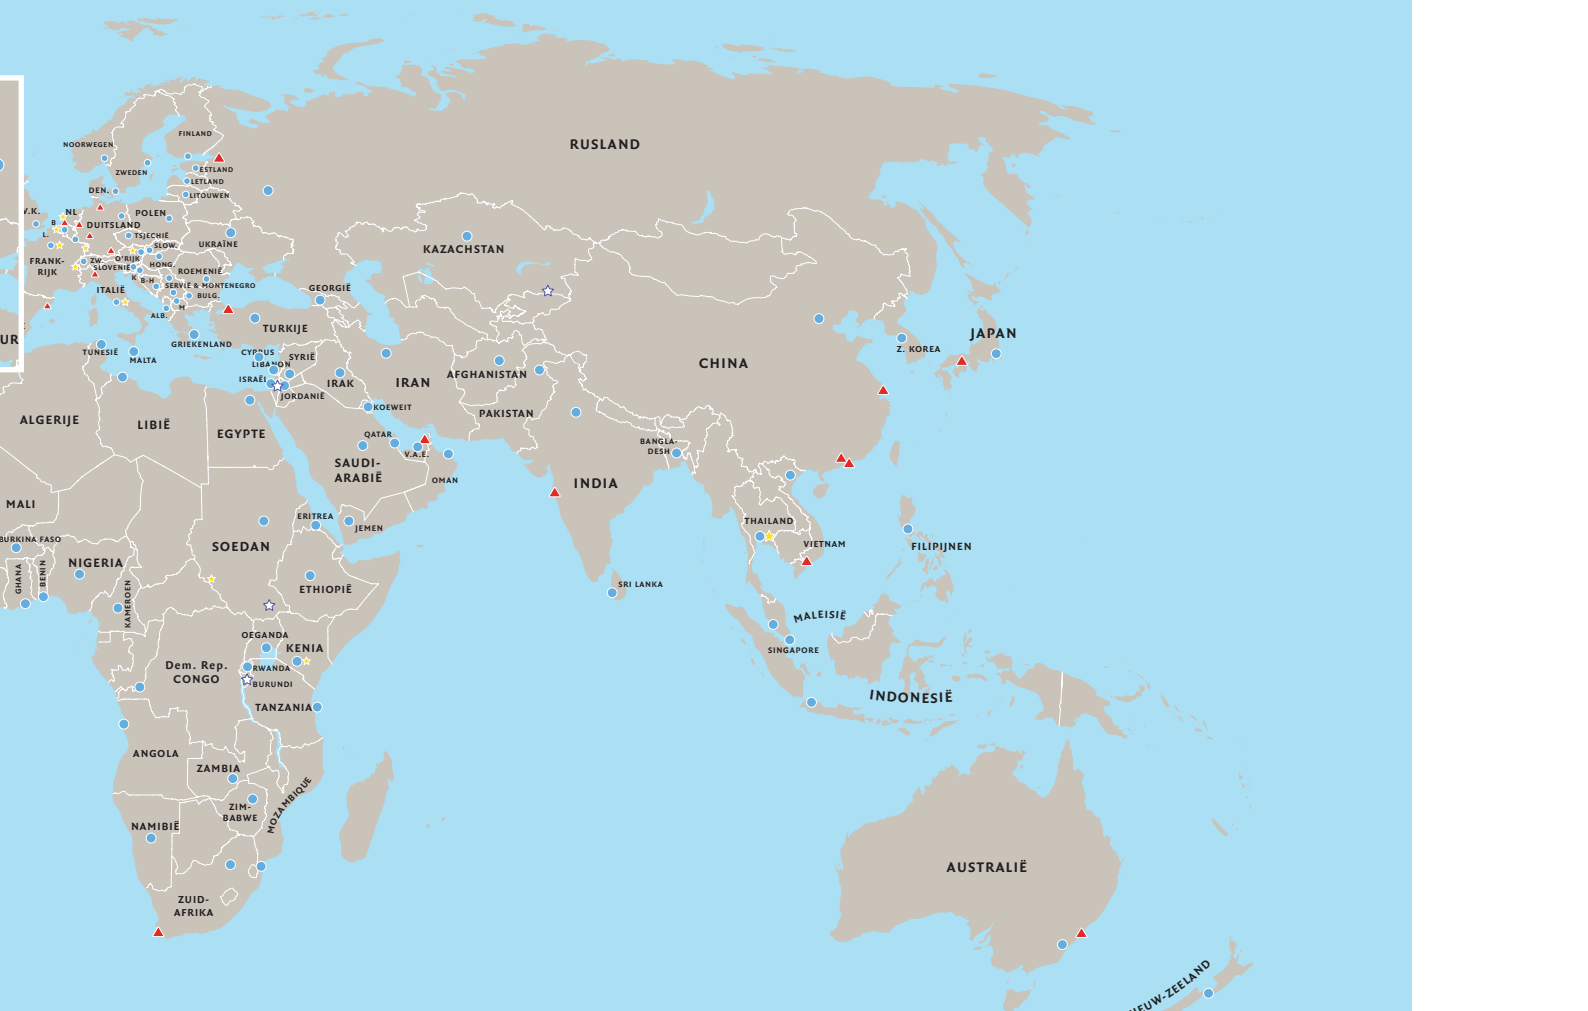 RUSLAND
FINLAND
NOORWEGEN
ZWEDEN
ESTLAND
LETLAND
LITOUWEN
DEN.
V.K.
NL
B
L.
POLEN
DUITSLAND
TSJECHIË
SLOW.
UKRAÏNE
FRANK-
RIJK
ZW.
O'RIJK
HONG.
SLOVENIË
K
B-H
ROEMENIË
SERVIË & MONTENEGRO
ITALIË
BULG.
M
ALB.
GEORGIË
KAZACHSTAN
TURKIJE
GRIEKENLAND
TUNESIË
MALTA
CYPRUS
LIBANON
SYRIË
ISRAËL
JORDANIË
IRAK
IRAN
AFGHANISTAN
KOEWEIT
PAKISTAN
CHINA
Z. KOREA
JAPAN
UR
ALGERIJE
LIBIË
EGYPTE
QATAR
V.A.E.
SAUDI-
ARABIË
OMAN
BANGLA-
DESH
INDIA
MALI
ERITREA
JEMEN
THAILAND
VIETNAM
FILIPIJNEN
BURKINA FASO
SOEDAN
NIGERIA
GHANA
BENIN
KAMEROEN
ETHIOPIË
SRI LANKA
MALEISIË
SINGAPORE
OEGANDA
KENIA
Dem. Rep.
CONGO
RWANDA
BURUNDI
TANZANIA
INDONESIË
ANGOLA
ZAMBIA
ZIM-
BABWE
MOZAMBIQUE
NAMIBIË
AUSTRALIË
ZUID-
AFRIKA
IEUW-ZEELAND